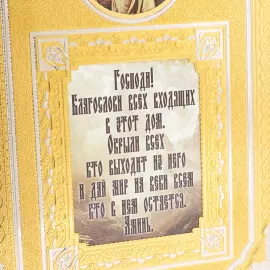 Господи!
Благослови всех входящих
в этот дом.
Окрыли всех
кто выходит из него
и дай мир на веки всем
кто в нем остается.
Аминь.